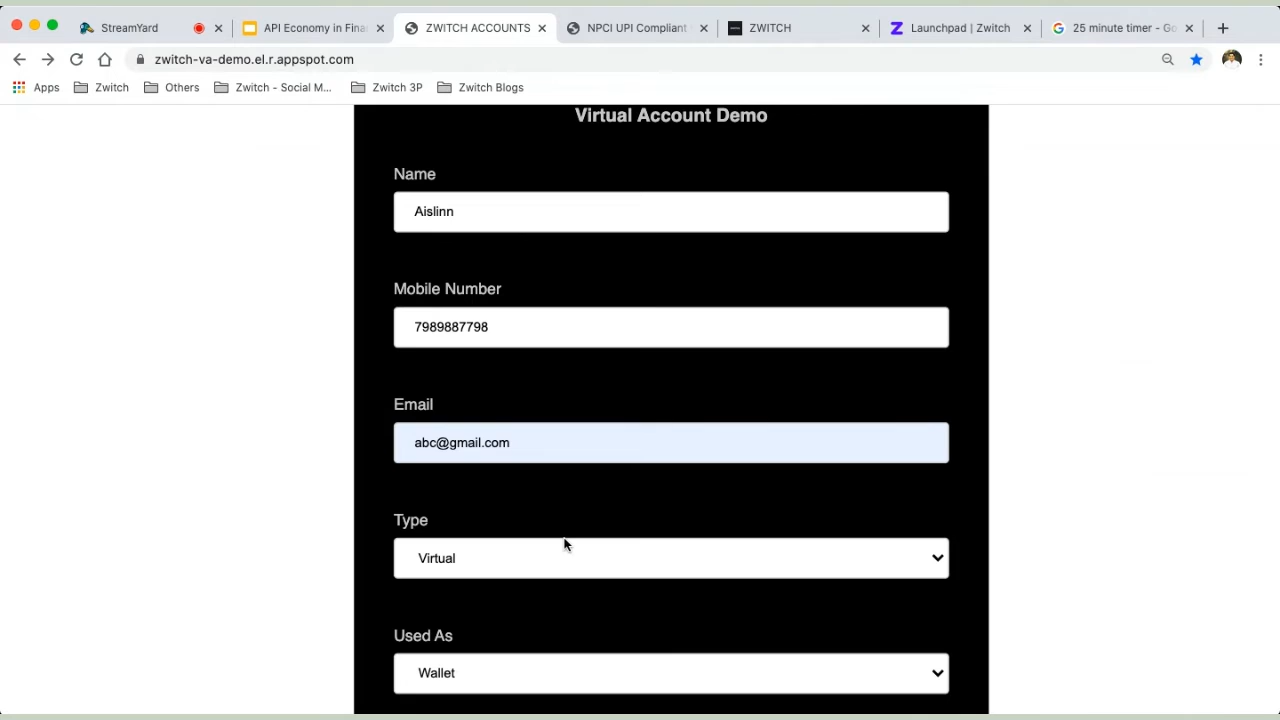 StreamYard
API Economy in Fina
ZWITCH ACCOUNTS
NPCI UPI Compliant
ZWITCH
Launchpad | Zwitch
25 minute timer - Go
zwitch-va-demo.el.r.appspot.com
Apps
Zwitch
Others
Zwitch - Social M...
Zwitch 3P
Zwitch Blogs
Virtual Account Demo
Name
Aislinn
Mobile Number
7989887798
Email
abc@gmail.com
Type
Virtual
Used As
Wallet